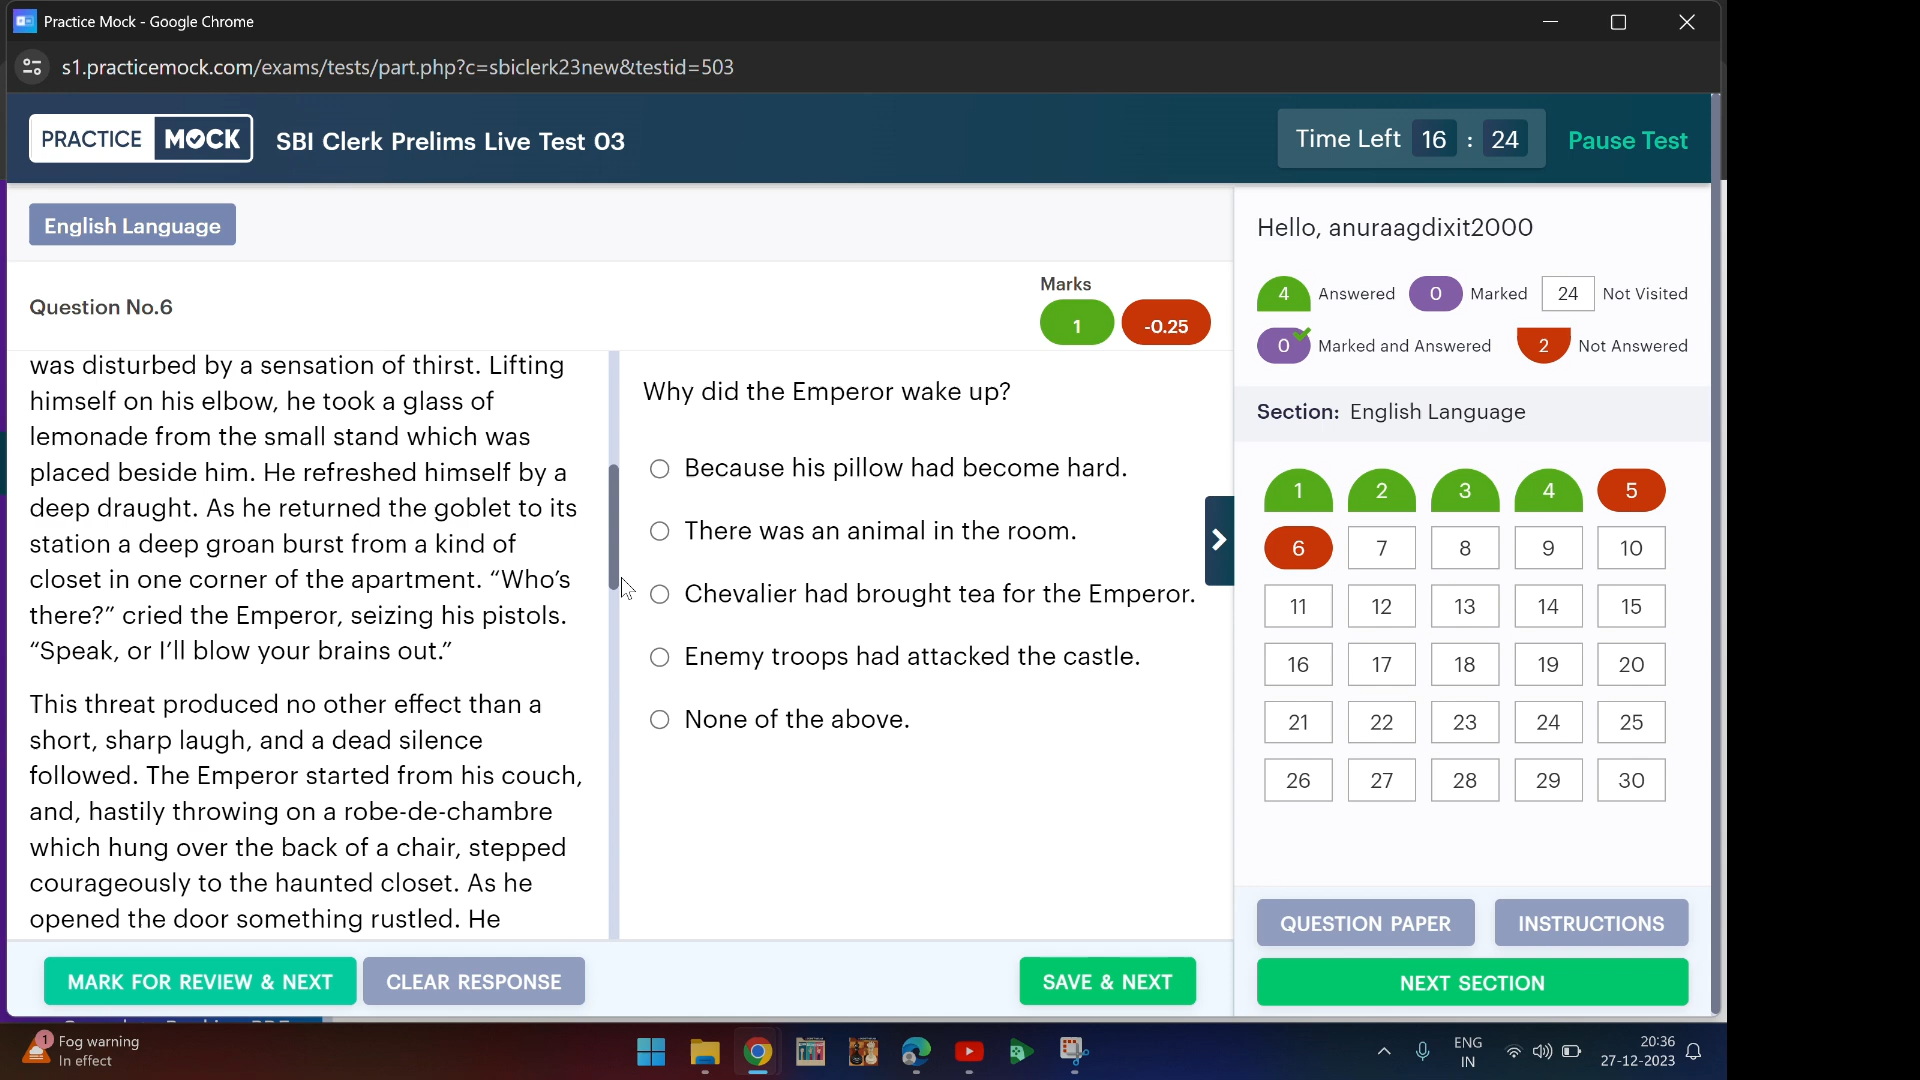 Practice Mock - Google Chrome
s1.practicemock.com/exams/tests/part.php?c=sbiclerk23new&testid=503
PRACTICE MOCK
SBI Clerk Prelims Live Test 03
Time Left 16 : 24
Pause Test
English Language
Question No.6
Marks
1
-0.25
was disturbed by a sensation of thirst. Lifting
himself on his elbow, he took a glass of
lemonade from the small stand which was
placed beside him. He refreshed himself by a
deep draught. As he returned the goblet to its
station a deep groan burst from a kind of
closet in one corner of the apartment. “Who’s
there?” cried the Emperor, seizing his pistols.
“Speak, or I’ll blow your brains out.”
This threat produced no other effect than a
short, sharp laugh, and a dead silence
followed. The Emperor started from his couch,
and, hastily throwing on a robe-de-chambre
which hung over the back of a chair, stepped
courageously to the haunted closet. As he
opened the door something rustled. He
Why did the Emperor wake up?
Because his pillow had become hard.
There was an animal in the room.
Chevalier had brought tea for the Emperor.
Enemy troops had attacked the castle.
None of the above.
MARK FOR REVIEW & NEXT
CLEAR RESPONSE
SAVE & NEXT
Hello, anuraagdixit2000
4 Answered
0 Marked
24 Not Visited
0 Marked and Answered
2 Not Answered
Section: English Language
1 2 3 4 5
6 7 8 9 10
11 12 13 14 15
16 17 18 19 20
21 22 23 24 25
26 27 28 29 30
QUESTION PAPER
INSTRUCTIONS
NEXT SECTION
1
Fog warning
In effect
ENG
IN
20:36
27-12-2023